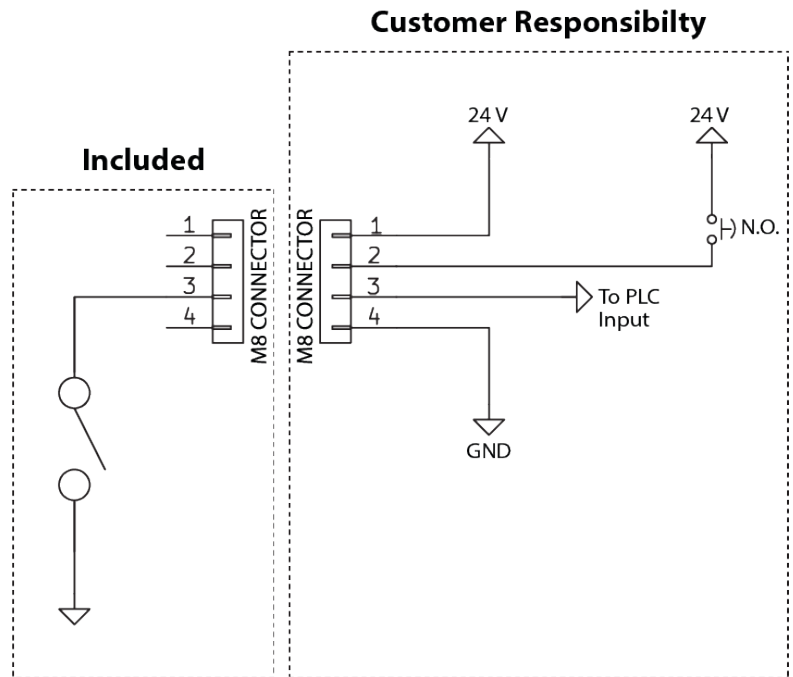 Customer Responsibilty
Included
24 V
24 V
M8 CONNECTOR
1
2
3
4
M8 CONNECTOR
1
2
3
4
N.O.
To PLC
Input
GND